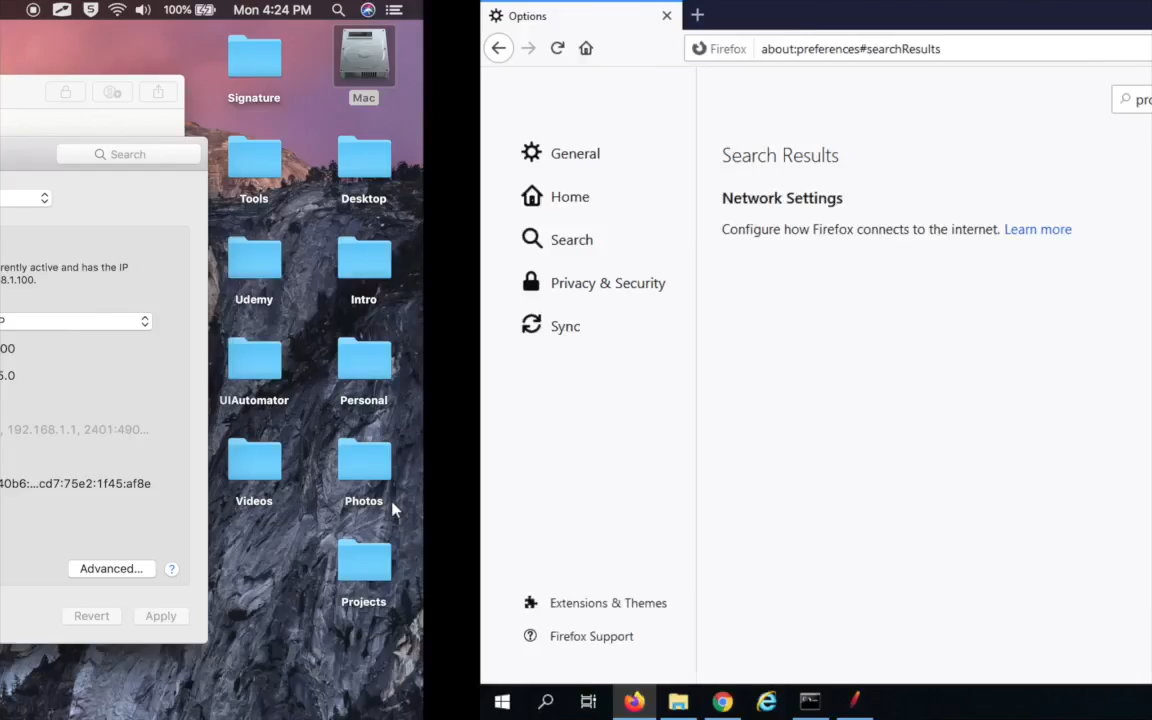 100%
Mon 4:24 PM
Signature
Mac
Search
Tools
Desktop
rently active and has the IP
8.1.100.
Udemy
Intro
P
00
5.0
UIAutomator
Personal
, 192.168.1.1, 2401:490...
40b6:...cd7:75e2:1f45:af8e
Videos
Photos
Advanced...
?
Projects
Revert
Apply
Options
Firefox
about:preferences#searchResults
pro
General
Home
Search
Privacy & Security
Sync
Search Results
Network Settings
Configure how Firefox connects to the internet. Learn more
Extensions & Themes
Firefox Support